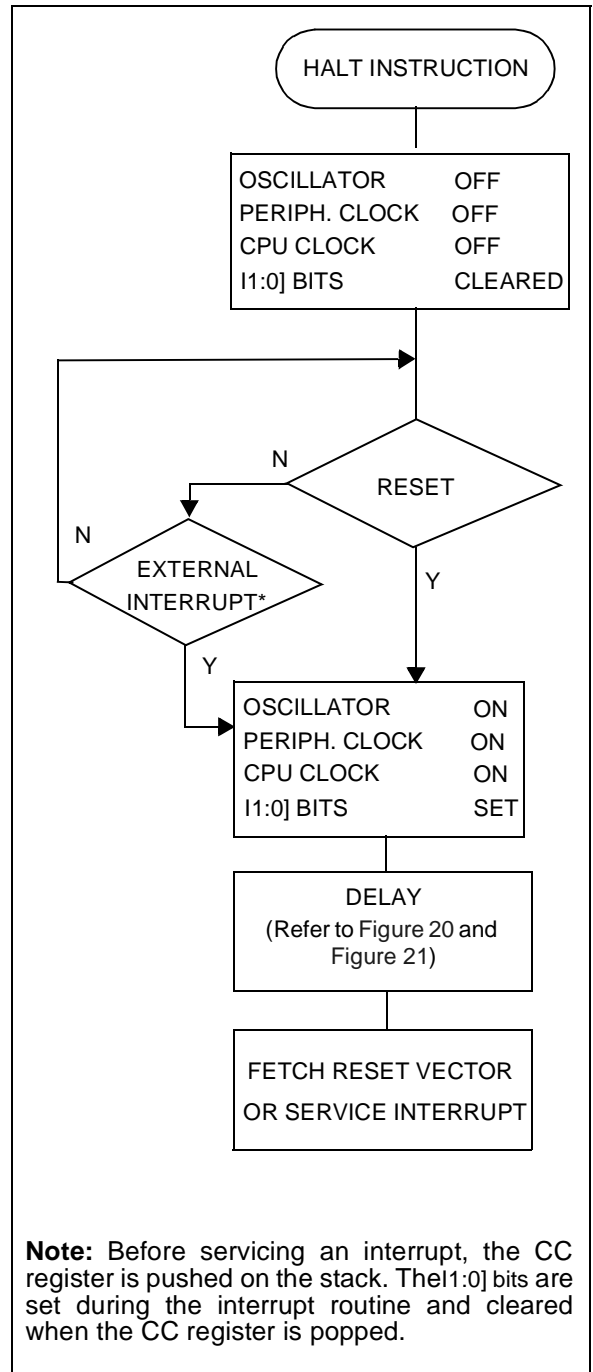 HALT INSTRUCTION
OSCILLATOR OFF
PERIPH. CLOCK OFF
CPU CLOCK OFF
I1:0] BITS CLEARED
N
RESET
N
EXTERNAL
INTERRUPT*
Y
Y
OSCILLATOR ON
PERIPH. CLOCK ON
CPU CLOCK ON
I1:0] BITS SET
DELAY
(Refer to Figure 20 and
Figure 21)
FETCH RESET VECTOR
OR SERVICE INTERRUPT
Note: Before servicing an interrupt, the CC
register is pushed on the stack. TheI1:0] bits are
set during the interrupt routine and cleared
when the CC register is popped.